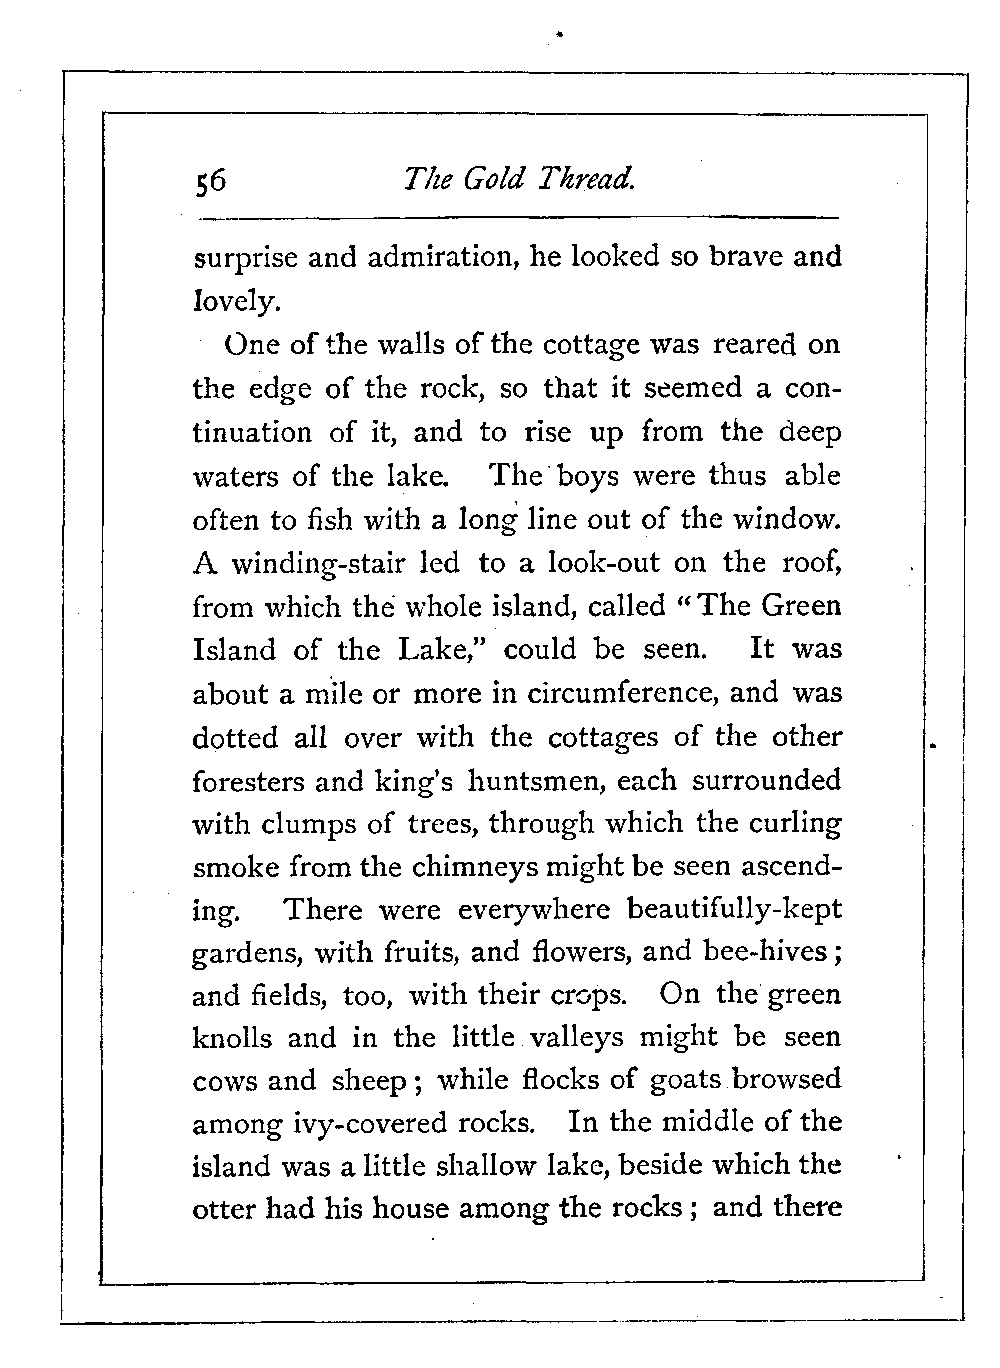 56 The Gold Thread.
surprise and admiration, he looked so brave and
lovely.
One of the walls of the cottage was reared on
the edge of the rock, so that it seemed a con-
tinuation of it, and to rise up from the deep
waters of the lake. The boys were thus able
often to fish with a long line out of the window.
A winding-stair led to a look-out on the roof,
from which the whole island, called “The Green
Island of the Lake,” could be seen. It was
about a mile or more in circumference, and was
dotted all over with the cottages of the other
foresters and king's huntsmen, each surrounded
with clumps of trees, through which the curling
smoke from the chimneys might be seen ascend-
ing. There were everywhere beautifully-kept
gardens, with fruits, and flowers, and bee-hives;
and fields, too, with their crops. On the green
knolls and in the little valleys might be seen
cows and sheep; while flocks of goats browsed
among ivy-covered rocks. In the middle of the
island was a little shallow lake, beside which the
otter had his house among the rocks; and there